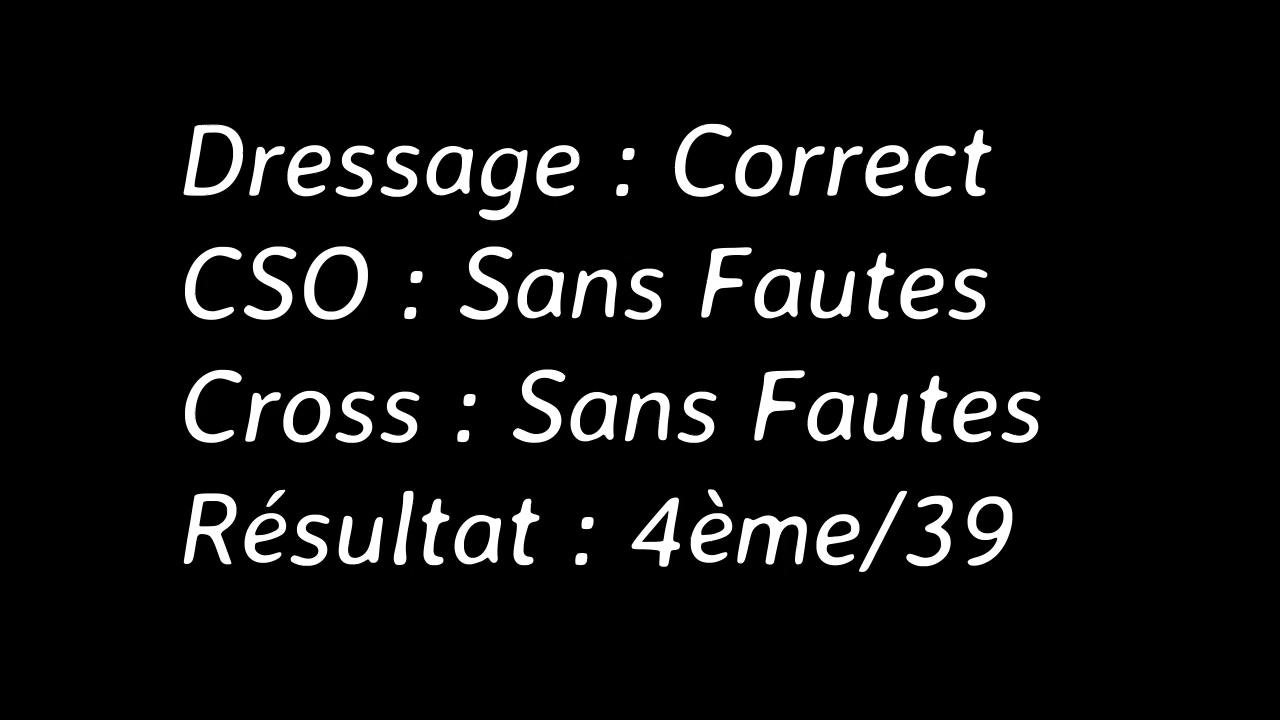 Dressage : Correct
CSO : Sans Fautes
Cross : Sans Fautes
Résultat : 4ème/39